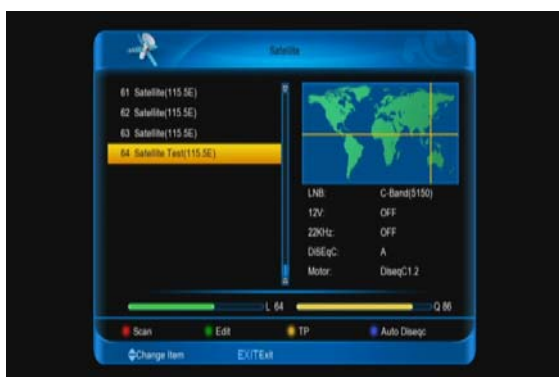 Satellite
61 Satellite(115.5E)
62 Satellite(115.5E)
63 Satellite(115.5E)
64 Satellite Test(115.5E)
LNB: C-Band(5150)
12V: OFF
22KHz: OFF
DiSEqC: A
Motor: DiseqC1.2
L 64 Q 86
Scan Edit TP Auto Diseqc
Change Item EXIT Exit